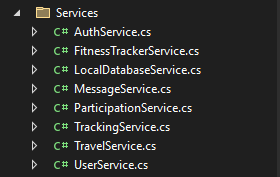 Services
C# AuthService.cs
C# FitnessTrackerService.cs
C# LocalDatabaseService.cs
C# MessageService.cs
C# ParticipationService.cs
C# TrackingService.cs
C# TravelService.cs
C# UserService.cs